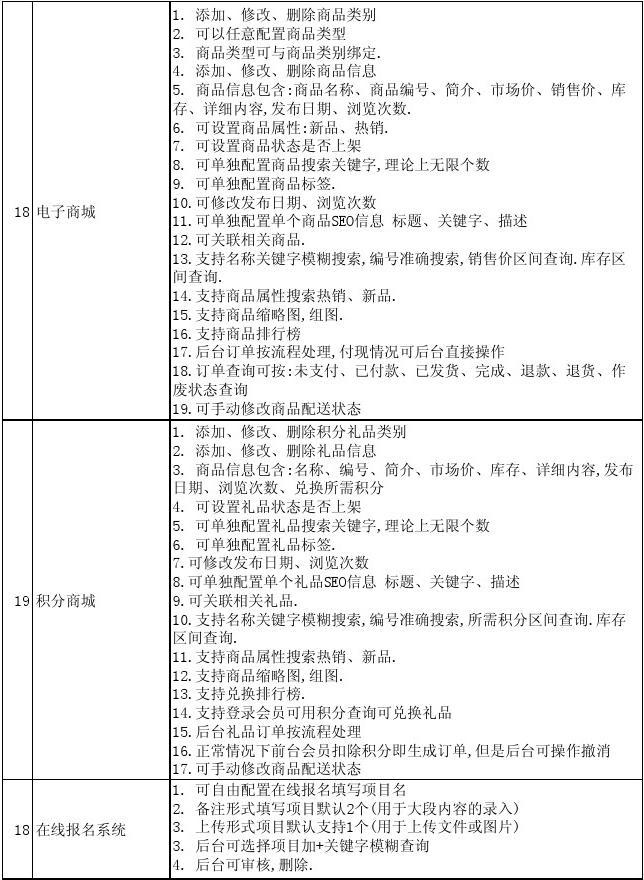 18
电子商城
1. 添加、修改、删除商品类别
2. 可以任意配置商品类型
3. 商品类型可与商品类别绑定.
4. 添加、修改、删除商品信息
5. 商品信息包含:商品名称、商品编号、简介、市场价、销售价、库
存、详细内容,发布日期、浏览次数.
6. 可设置商品属性:新品、热销.
7. 可设置商品状态是否上架
8. 可单独配置商品搜索关键字,理论上无限个数
9. 可单独配置商品标签.
10.可修改发布日期、浏览次数
11.可单独配置单个商品SEO信息 标题、关键字、描述
12.可关联相关商品.
13.支持名称关键字模糊搜索,编号准确搜索,销售价区间查询.库存区
间查询.
14.支持商品属性搜索热销、新品.
15.支持商品缩略图,组图.
16.支持商品排行榜
17.后台订单按流程处理,付现情况可后台直接操作
18.订单查询可按:未支付、已付款、已发货、完成、退款、退货、作
废状态查询
19.可手动修改商品配送状态
19
积分商城
1. 添加、修改、删除积分礼品类别
2. 添加、修改、删除礼品信息
3. 商品信息包含:名称、编号、简介、市场价、库存、详细内容,发布
日期、浏览次数、兑换所需积分
4. 可设置礼品状态是否上架
5. 可单独配置礼品搜索关键字,理论上无限个数
6. 可单独配置礼品标签.
7.可修改发布日期、浏览次数
8.可单独配置单个礼品SEO信息 标题、关键字、描述
9.可关联相关礼品.
10.支持名称关键字模糊搜索,编号准确搜索,所需积分区间查询.库存
区间查询.
11.支持商品属性搜索热销、新品.
12.支持商品缩略图,组图.
13.支持兑换排行榜.
14.支持登录会员可用积分查询可兑换礼品
15.后台礼品订单按流程处理
16.正常情况下前台会员扣除积分即生成订单,但是后台可操作撤消
17.可手动修改商品配送状态
18
在线报名系统
1. 可自由配置在线报名填写项目名
2. 备注形式填写项目默认2个(用于大段内容的录入)
3. 上传形式项目默认支持1个(用于上传文件或图片)
3. 后台可选择项目加+关键字模糊查询
4. 后台可审核,删除.